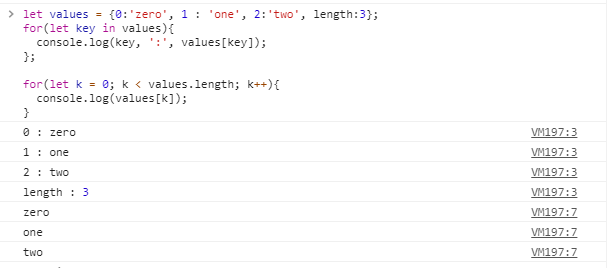 > let values = {0:'zero', 1 : 'one', 2:'two', length:3};
for(let key in values){
console.log(key, ':', values[key]);
};
for(let k = 0; k < values.length; k++){
console.log(values[k]);
}
0 : zero VM197:3
1 : one VM197:3
2 : two VM197:3
length : 3 VM197:3
zero VM197:7
one VM197:7
two VM197:7